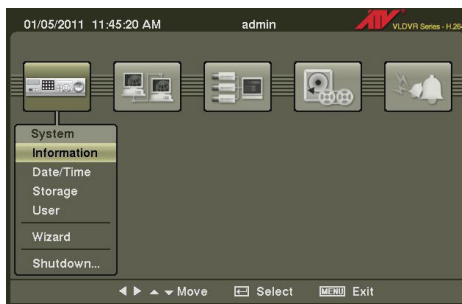 01/05/2011 11:45:20 AM admin ATV VLDVR Series - H.264
System
Information
Date/Time
Storage
User
Wizard
Shutdown...
Move Select MENU Exit